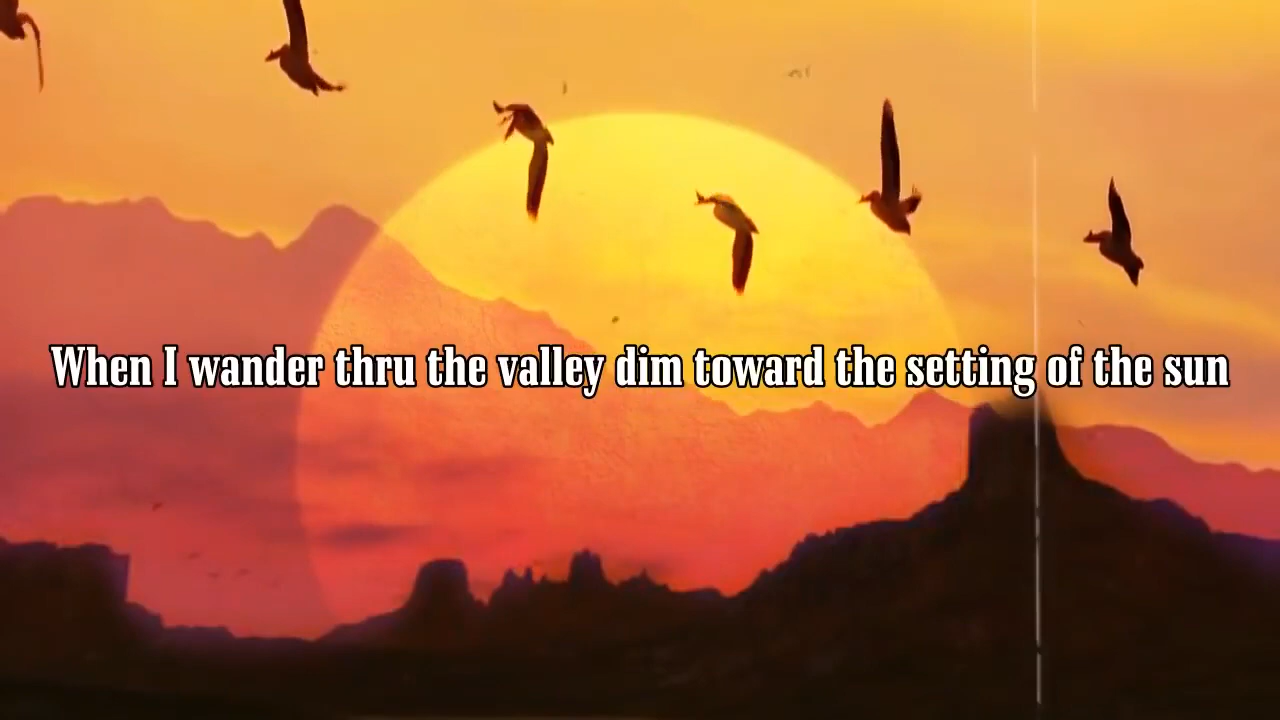 When I wander thru the valley dim toward the setting of the sun